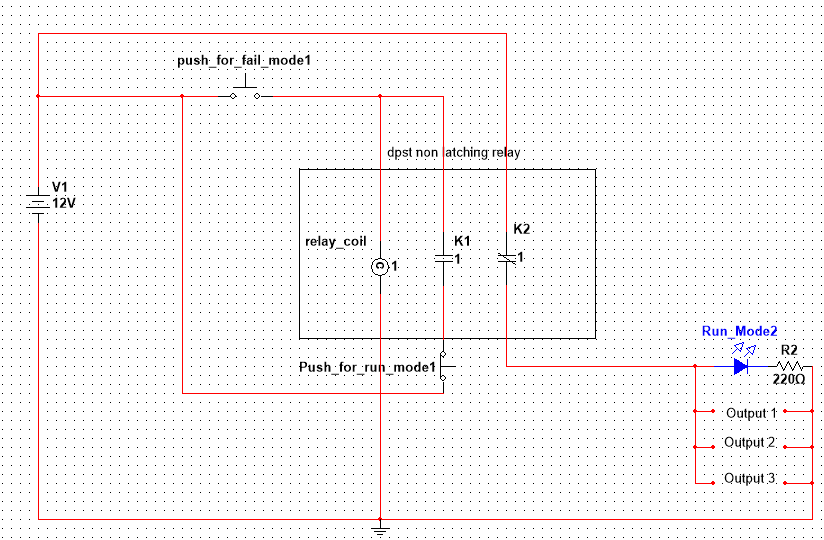 push_for_fail_mode1
dpst non latching relay
V1
12V
K2
relay_coil
K1
C
1
1
1
Run_Mode2
Push_for_run_mode1
R2
220Ω
Output 1
Output 2
Output 3